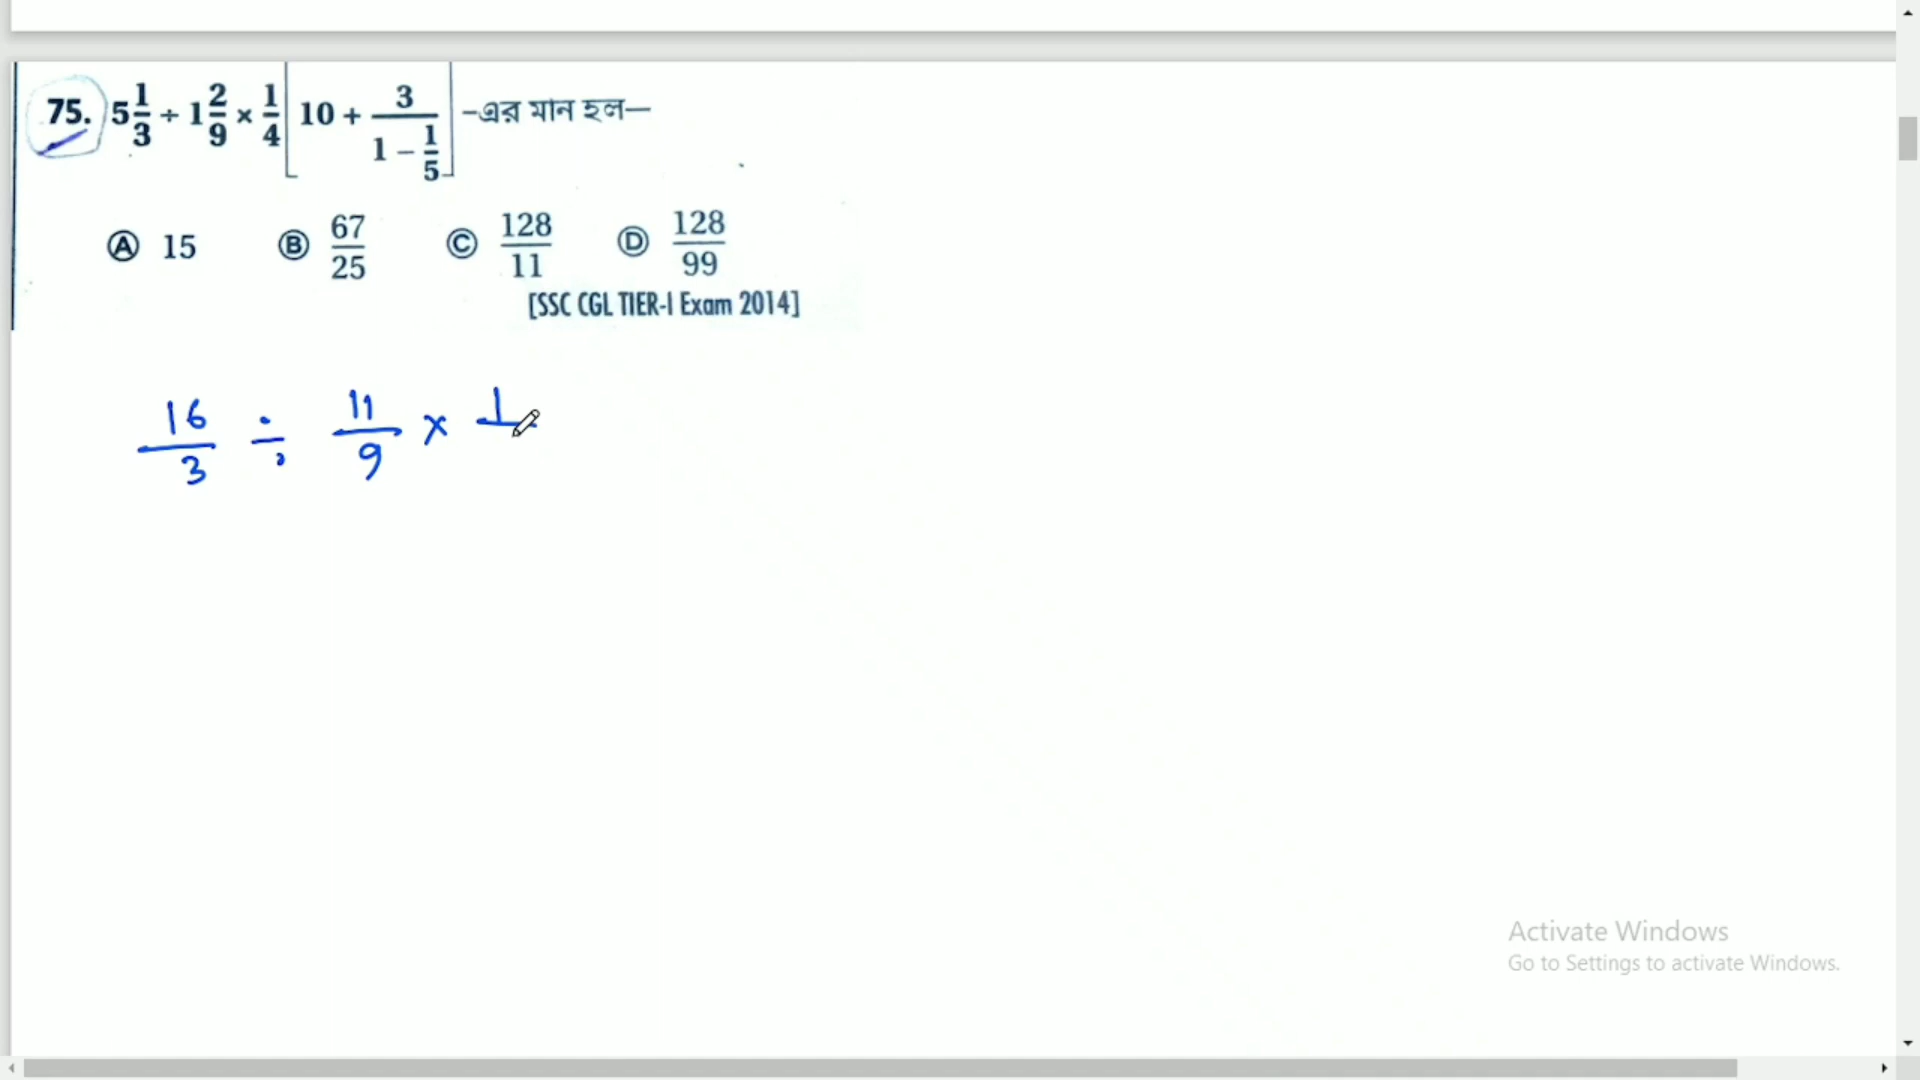 75. 5 1/3 ÷ 1 2/9 × 1/4 [10 + 3/(1 - 1/5)] -এর মান হল—
Ⓐ 15 Ⓑ 67/25 Ⓒ 128/11 Ⓓ 128/99
[SSC CGL TIER-I Exam 2014]
16/3 ÷ 11/9 × 1
Activate Windows
Go to Settings to activate Windows.